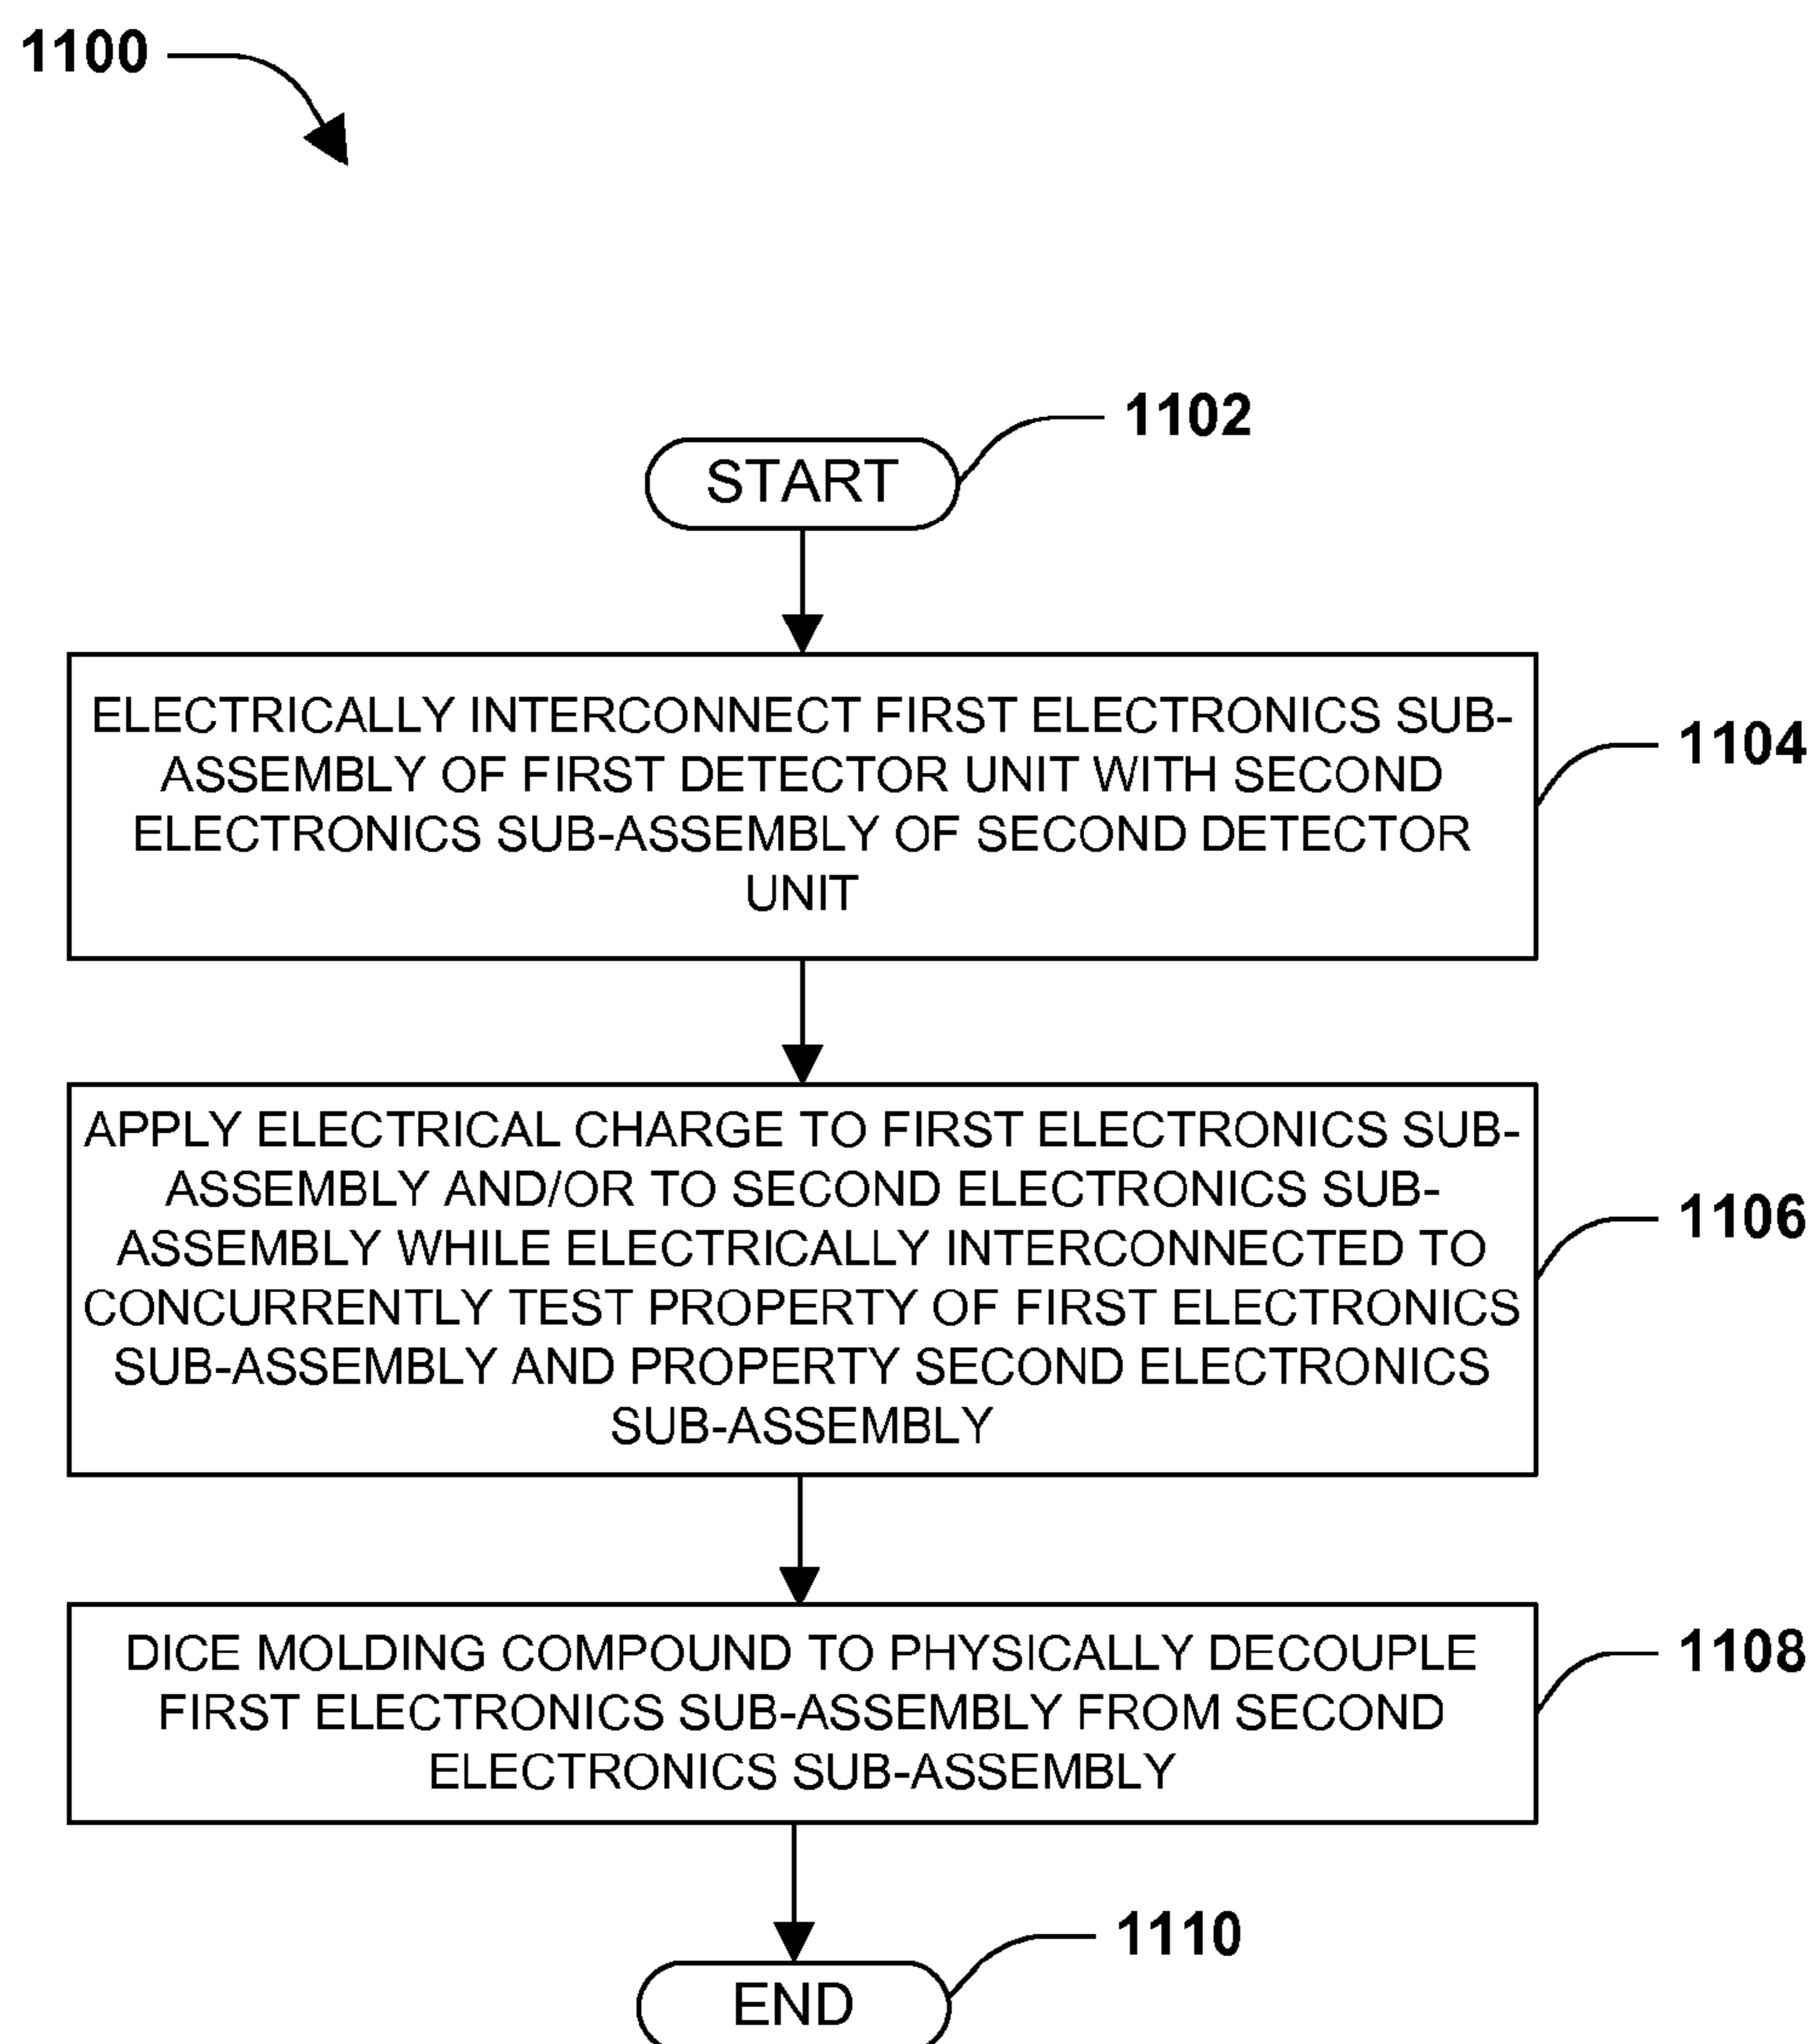 1100
1102
START
ELECTRICALLY INTERCONNECT FIRST ELECTRONICS SUB-
ASSEMBLY OF FIRST DETECTOR UNIT WITH SECOND
ELECTRONICS SUB-ASSEMBLY OF SECOND DETECTOR
UNIT
1104
APPLY ELECTRICAL CHARGE TO FIRST ELECTRONICS SUB-
ASSEMBLY AND/OR TO SECOND ELECTRONICS SUB-
ASSEMBLY WHILE ELECTRICALLY INTERCONNECTED TO
CONCURRENTLY TEST PROPERTY OF FIRST ELECTRONICS
SUB-ASSEMBLY AND PROPERTY SECOND ELECTRONICS
SUB-ASSEMBLY
1106
DICE MOLDING COMPOUND TO PHYSICALLY DECOUPLE
FIRST ELECTRONICS SUB-ASSEMBLY FROM SECOND
ELECTRONICS SUB-ASSEMBLY
1108
1110
END